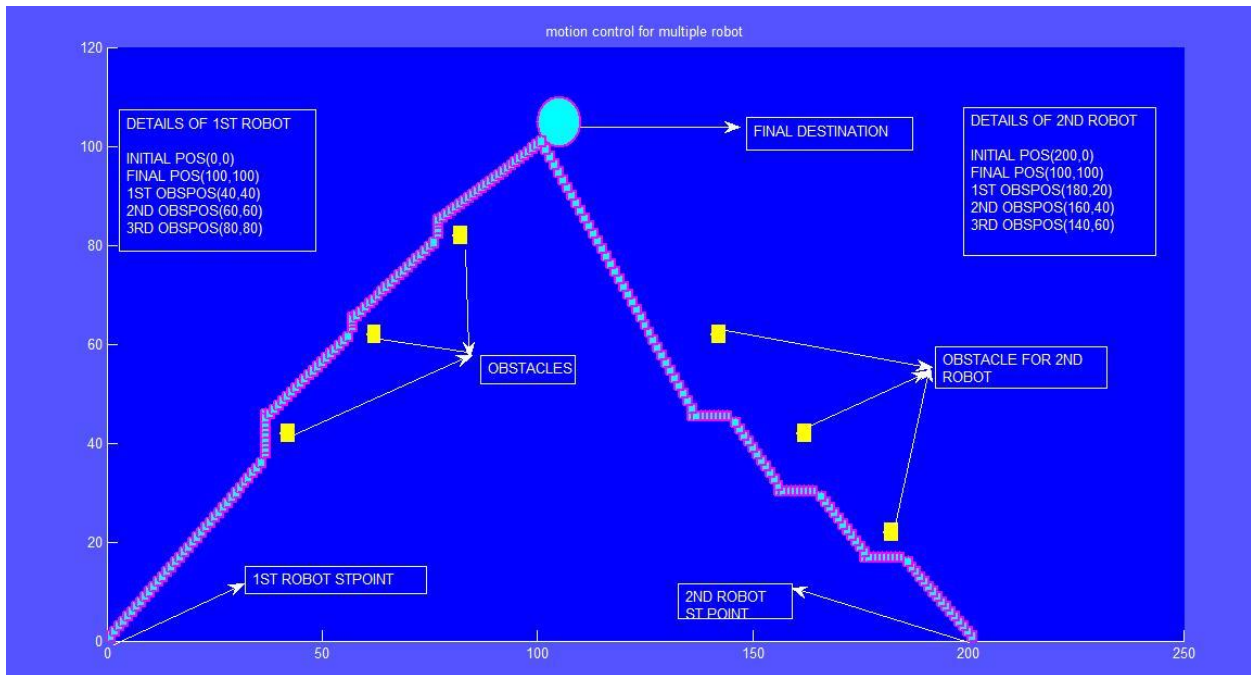 motion control for multiple robot
120
100
80
60
40
20
0
0
50
100
150
200
250
DETAILS OF 1ST ROBOT
INITIAL POS(0,0)
FINAL POS(100,100)
1ST OBSPOS(40,40)
2ND OBSPOS(60,60)
3RD OBSPOS(80,80)
FINAL DESTINATION
DETAILS OF 2ND ROBOT
INITIAL POS(200,0)
FINAL POS(100,100)
1ST OBSPOS(180,20)
2ND OBSPOS(160,40)
3RD OBSPOS(140,60)
OBSTACLES
OBSTACLE FOR 2ND
ROBOT
1ST ROBOT STPOINT
2ND ROBOT
ST POINT